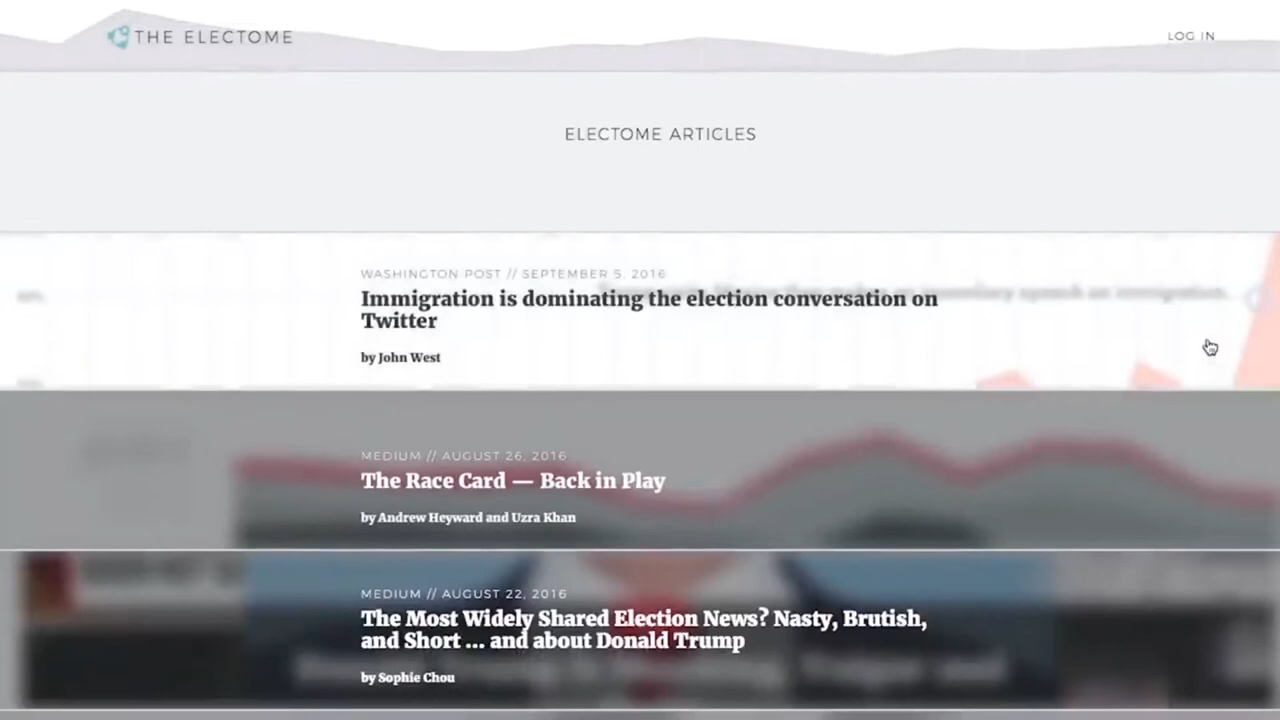 THE ELECTOME
LOG IN
ELECTOME ARTICLES
WASHINGTON POST // SEPTEMBER 5, 2016
Immigration is dominating the election conversation on
Twitter
by John West
MEDIUM // AUGUST 26, 2016
The Race Card — Back in Play
by Andrew Heyward and Uzra Khan
MEDIUM // AUGUST 22, 2016
The Most Widely Shared Election News? Nasty, Brutish,
and Short ... and about Donald Trump
by Sophie Chou